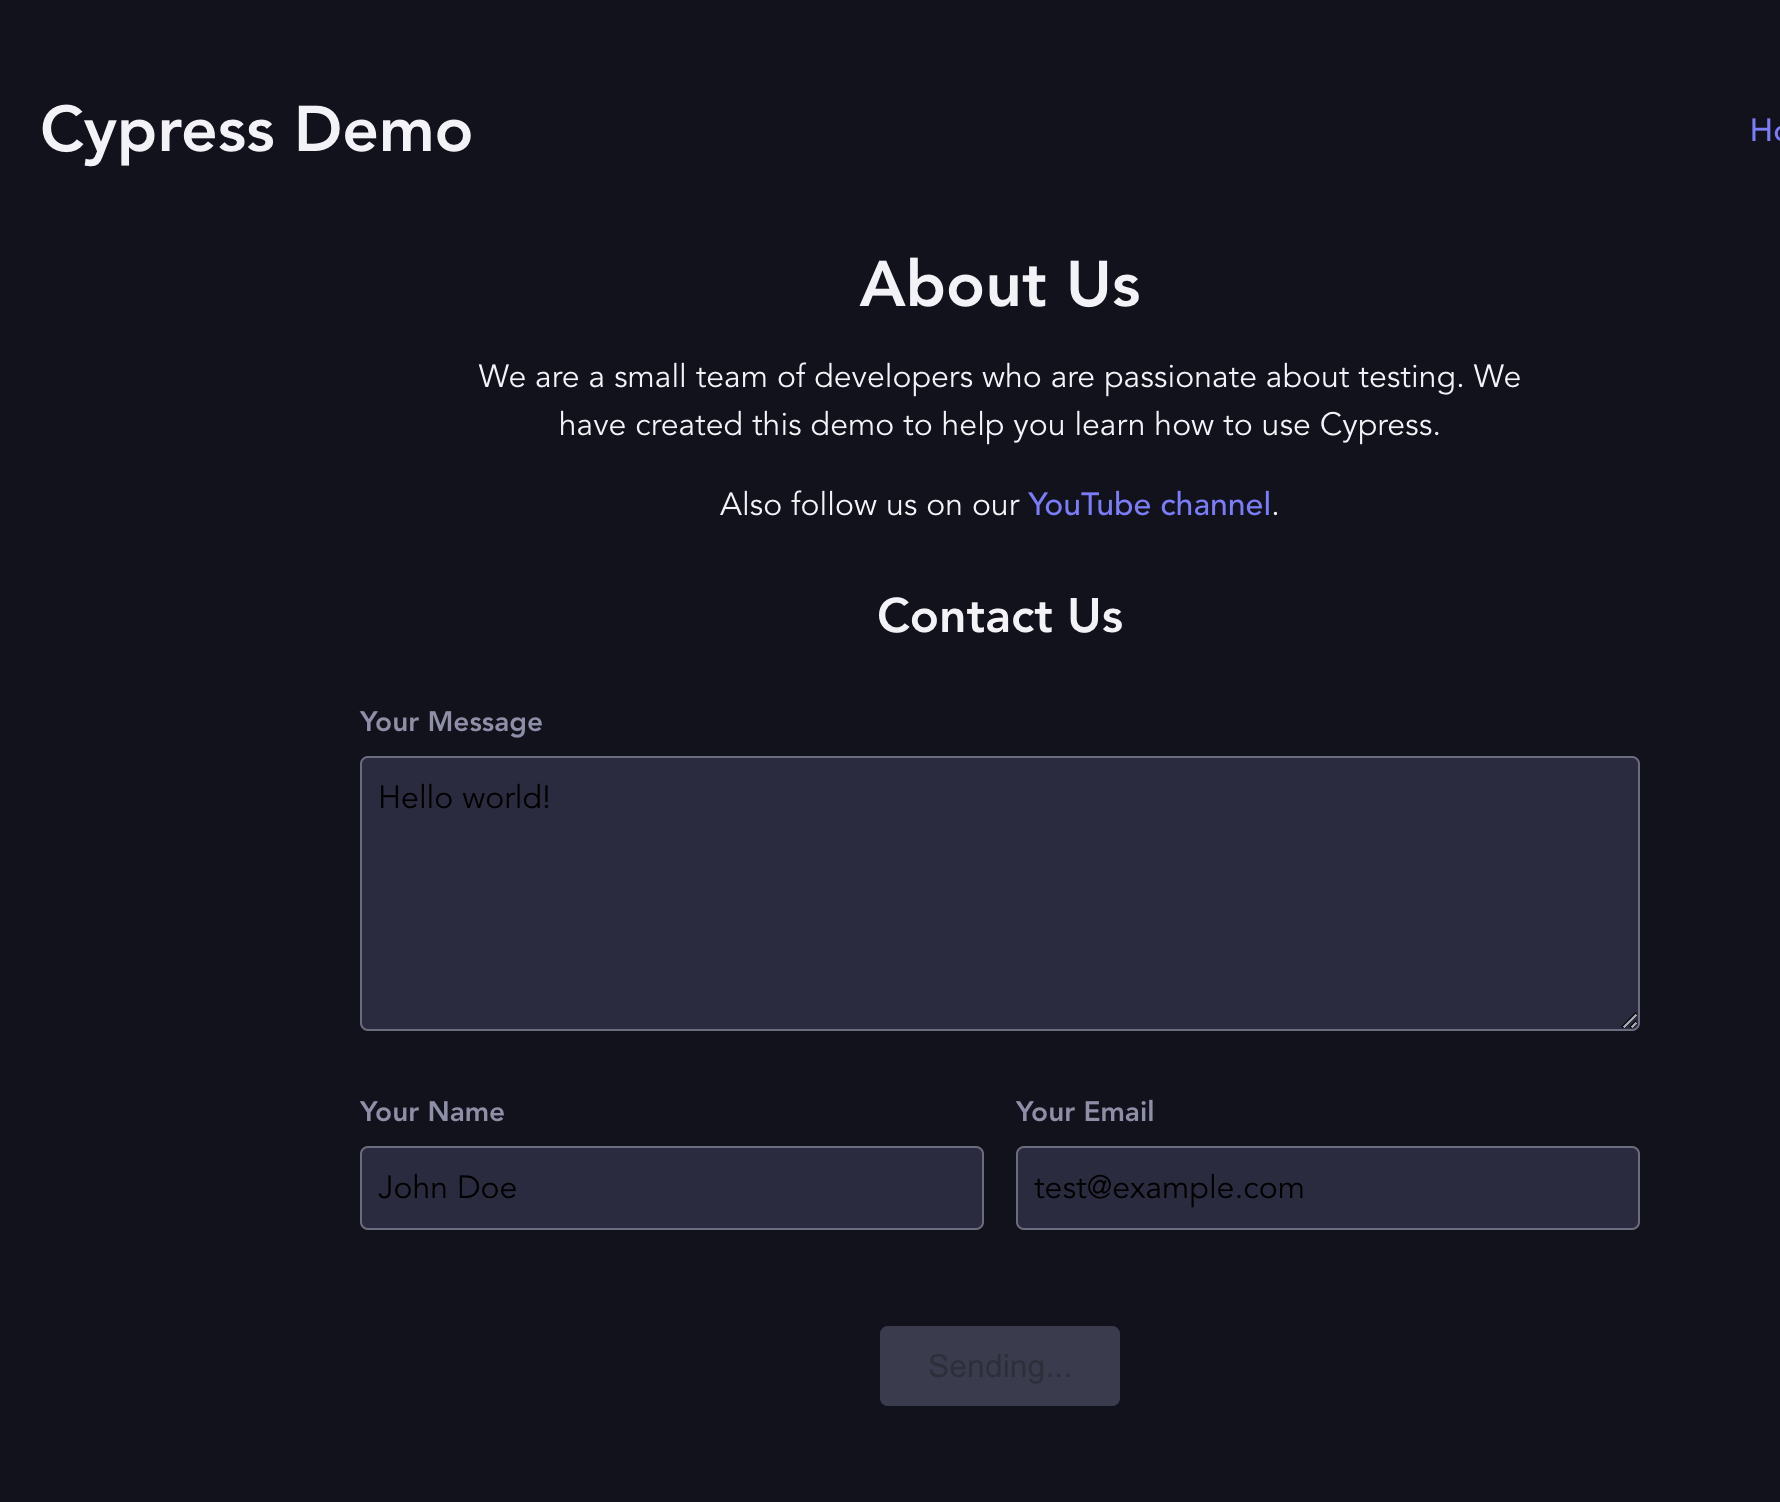 Cypress Demo
About Us
We are a small team of developers who are passionate about testing. We
have created this demo to help you learn how to use Cypress.
Also follow us on our YouTube channel.
Contact Us
Your Message
Hello world!
Your Name
Your Email
John Doe
test@example.com
Sending...